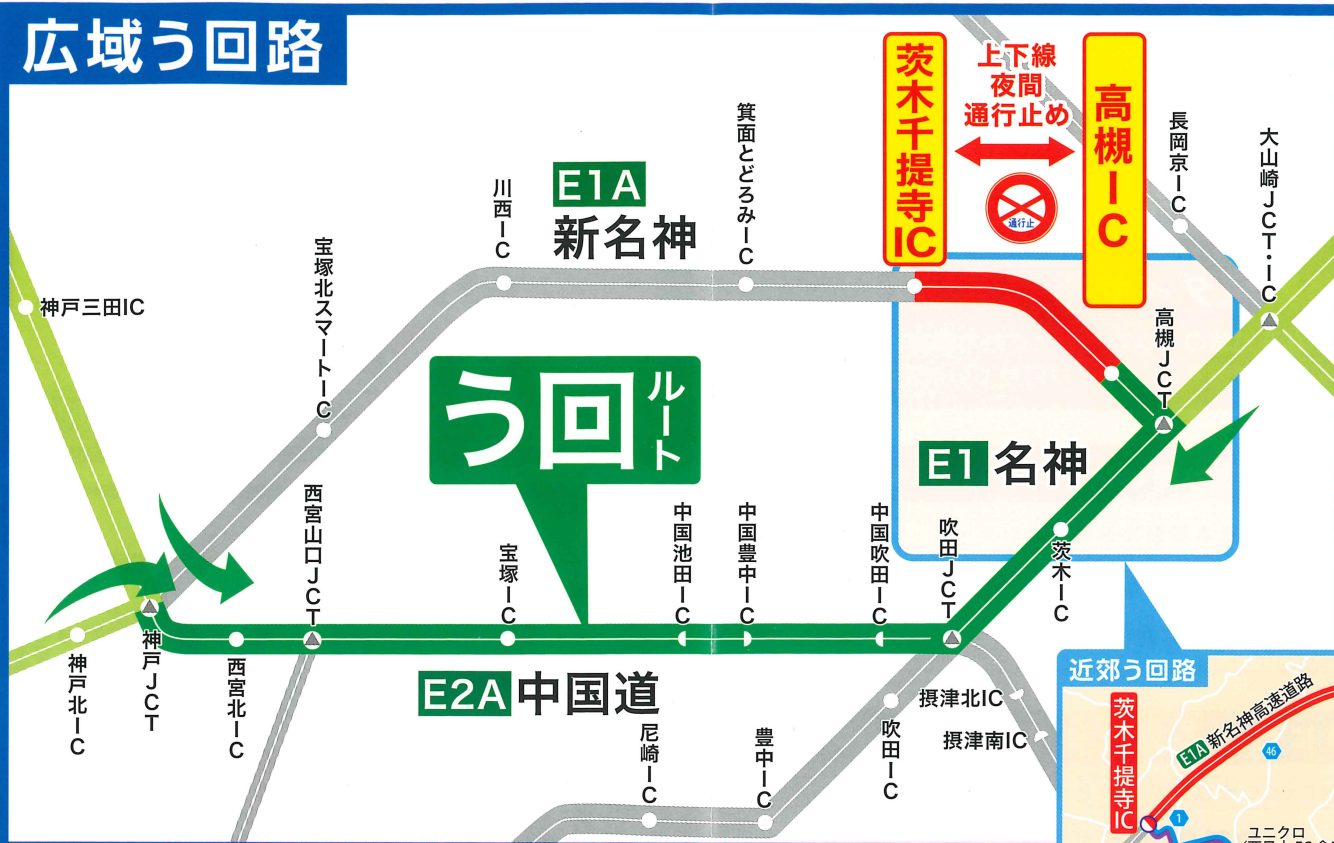 広域う回路
茨木千提寺IC
上下線
夜間
通行止め
通行止
高槻IC
長岡京IC
大山崎JCT・IC
箕面とどろみIC
川西IC
E1A
新名神
宝塚北スマートIC
神戸三田IC
高槻JCT
う回ルート
E1 名神
西宮山口JCT
宝塚IC
中国池田IC
中国豊中IC
中国吹田IC
吹田JCT
茨木IC
神戸北IC
神戸JCT
西宮北IC
E2A 中国道
尼崎IC
豊中IC
吹田IC
摂津北IC
摂津南IC
近郊う回路
茨木千提寺IC
E1A 新名神高速道路
46
1
ユニクロ